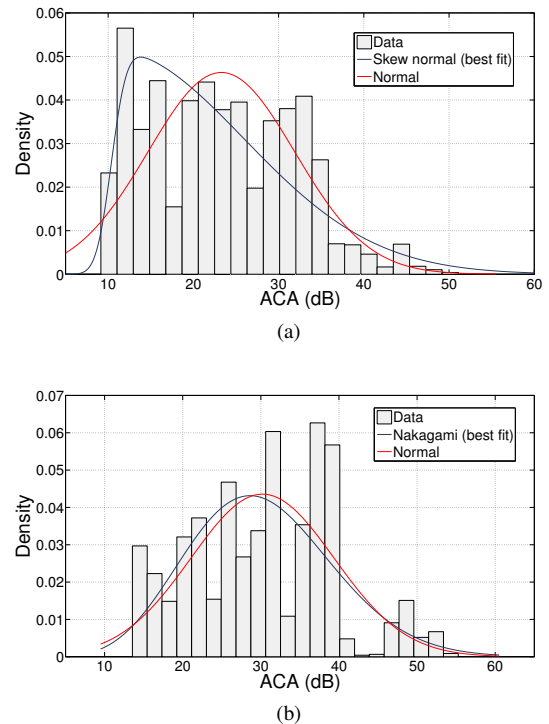 0.06
0.05
0.04
0.03
0.02
0.01
0
Density
Data
Skew normal (best fit)
Normal
10 20 30 40 50 60
ACA (dB)
(a)
0.07
0.06
0.05
0.04
0.03
0.02
0.01
0
Density
Data
Nakagami (best fit)
Normal
10 20 30 40 50 60
ACA (dB)
(b)